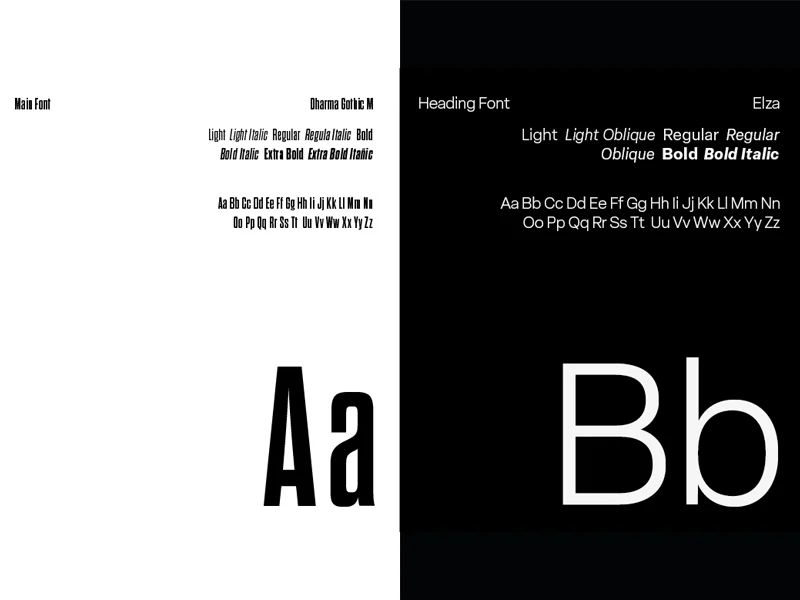 Main Font
Dharma Gothic M
Light Light Italic Regular Regula Italic Bold
Bold Italic Extra Bold Extra Bold Italic
Aa Bb Cc Dd Ee Ff Gg Hh Ii Jj Kk Ll Mm Nn
Oo Pp Qq Rr Ss Tt Uu Vv Ww Xx Yy Zz
Aa
Heading Font
Elza
Light Light Oblique Regular Regular
Oblique Bold Bold Italic
Aa Bb Cc Dd Ee Ff Gg Hh Ii Jj Kk Ll Mm Nn
Oo Pp Qq Rr Ss Tt Uu Vv Ww Xx Yy Zz
Bb